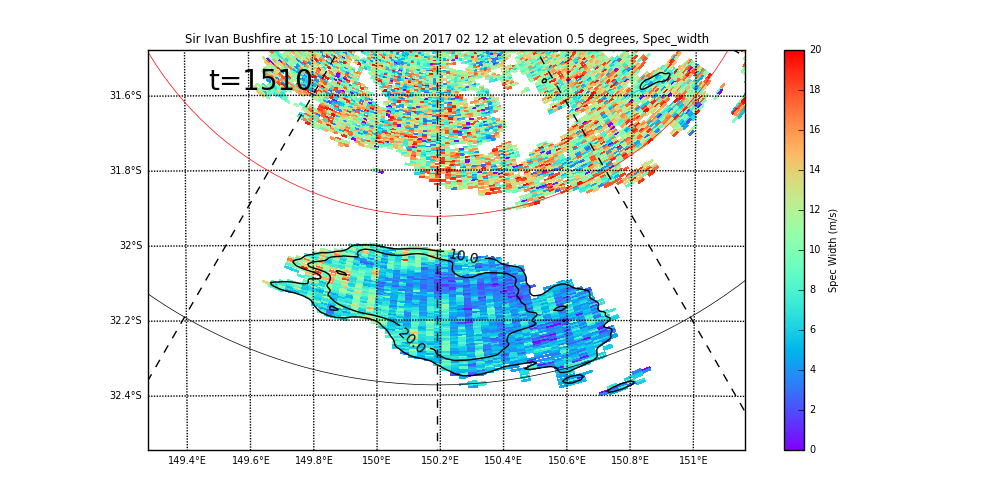 Sir Ivan Bushfire at 15:10 Local Time on 2017 02 12 at elevation 0.5 degrees, Spec_width
t=1510
31.6°S
31.8°S
32°S
32.2°S
32.4°S
10.0
20.0
149.4°E 149.6°E 149.8°E 150°E 150.2°E 150.4°E 150.6°E 150.8°E 151°E
20
18
16
14
12
10
8
6
4
2
0
Spec Width (m/s)